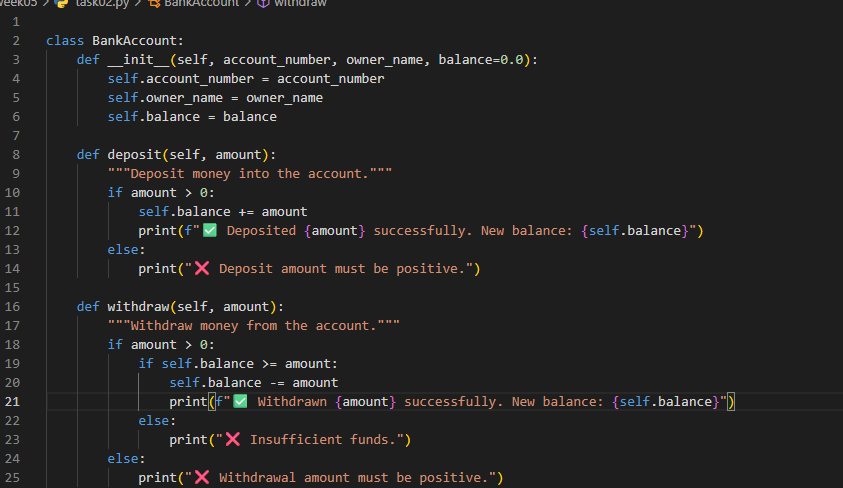 week05 > task02.py > BankAccount > withdraw
1
2 class BankAccount:
3     def __init__(self, account_number, owner_name, balance=0.0):
4         self.account_number = account_number
5         self.owner_name = owner_name
6         self.balance = balance
7
8     def deposit(self, amount):
9         """Deposit money into the account."""
10         if amount > 0:
11             self.balance += amount
12             print(f"✅ Deposited {amount} successfully. New balance: {self.balance}")
13         else:
14             print("❌ Deposit amount must be positive.")
15
16     def withdraw(self, amount):
17         """Withdraw money from the account."""
18         if amount > 0:
19             if self.balance >= amount:
20                 self.balance -= amount
21                 print(f"✅ Withdrawn {amount} successfully. New balance: {self.balance}")
22             else:
23                 print("❌ Insufficient funds.")
24         else:
25             print("❌ Withdrawal amount must be positive.")